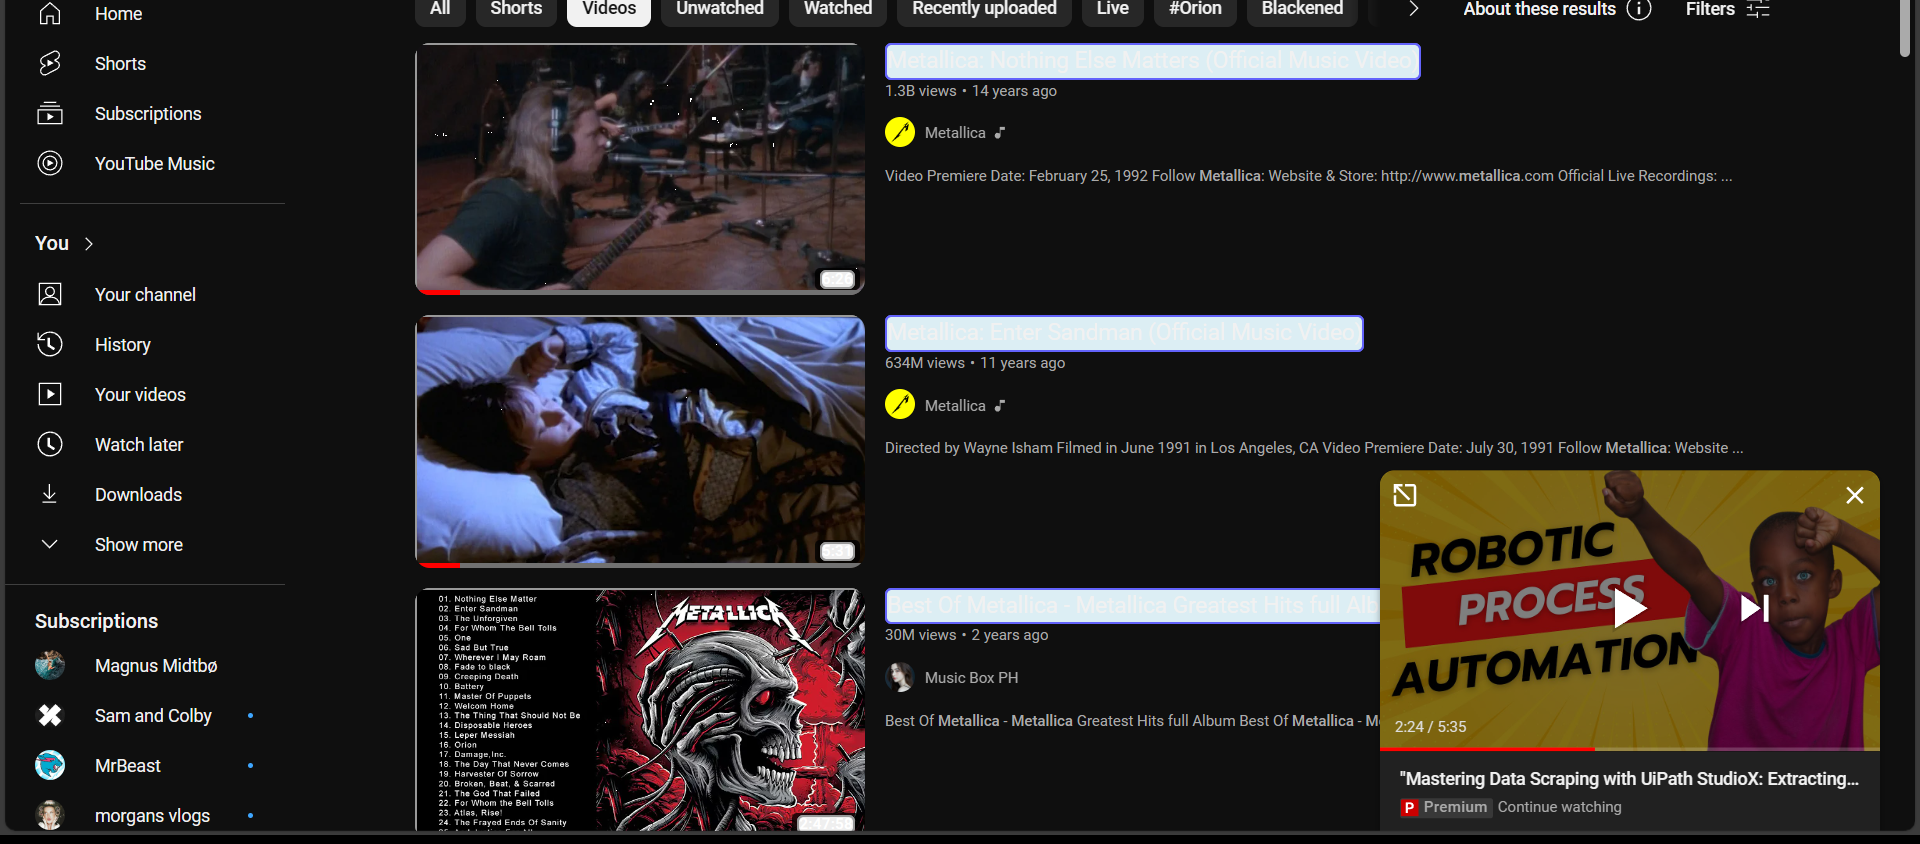 Home
Shorts
Subscriptions
YouTube Music
You
Your channel
History
Your videos
Watch later
Downloads
Show more
Subscriptions
Magnus Midtbø
Sam and Colby
MrBeast
morgans vlogs
All Shorts Videos Unwatched Watched Recently uploaded Live #Orion Blackened
About these results Filters
Metallica: Nothing Else Matters (Official Music Video)
1.3B views • 14 years ago
Metallica
Video Premiere Date: February 25, 1992 Follow Metallica: Website & Store: http://www.metallica.com Official Live Recordings: ...
Metallica: Enter Sandman (Official Music Video)
634M views • 11 years ago
Metallica
Directed by Wayne Isham Filmed in June 1991 in Los Angeles, CA Video Premiere Date: July 30, 1991 Follow Metallica: Website ...
01. Nothing Else Matter
02. Enter Sandman
03. The Unforgiven
04. For Whom The Bell Tolls
05. One
06. Sad But True
07. Wherever I May Roam
08. Fade to black
09. Creeping Death
10. Battery
11. Master Of Puppets
12. Welcom Home
13. The Thing That Should Not Be
14. Disposable Heroes
15. Leper Messiah
16. Orion
17. Damage,Inc.
18. The Day That Never Comes
19. Harvester Of Sorrow
20. Broken, Beat, & Scarred
21. The God That Failed
22. For Whom the Bell Tolls
23. Atlas, Rise!
24. The Frayed Ends Of Sanity
METALLICA
Best Of Metallica - Metallica Greatest Hits full Alb
30M views • 2 years ago
Music Box PH
Best Of Metallica - Metallica Greatest Hits full Album Best Of Metallica - M
ROBOTIC
PROCESS
AUTOMATION
2:24 / 5:35
"Mastering Data Scraping with UiPath StudioX: Extracting...
P Premium Continue watching